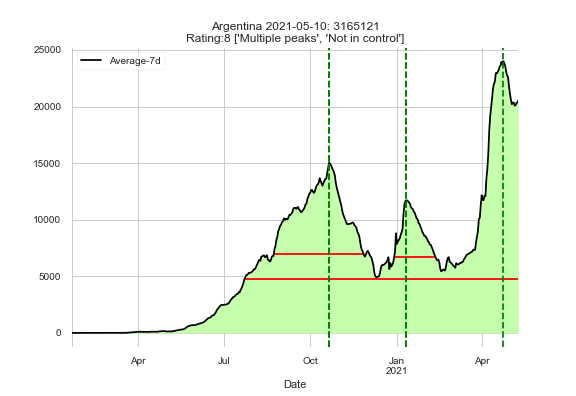 Argentina 2021-05-10: 3165121
Rating:8 ['Multiple peaks', 'Not in control']
25000
Average-7d
20000
15000
10000
5000
0
Apr
Jul
Oct
Jan
2021
Apr
Date